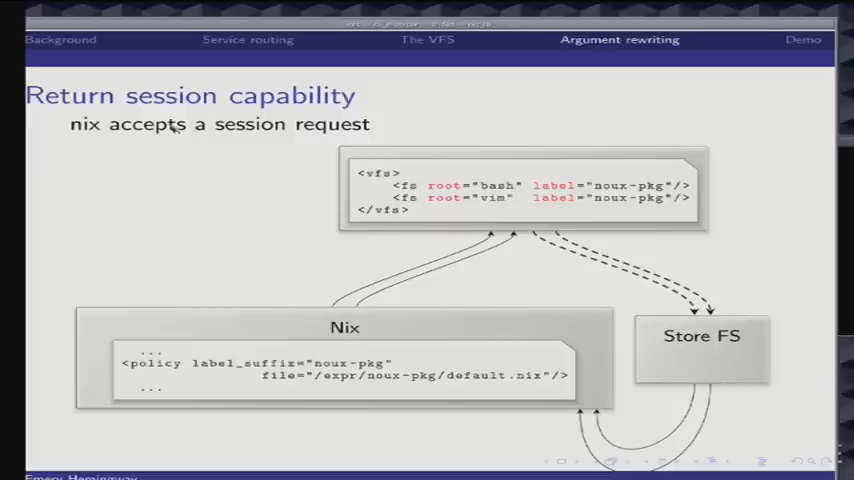 Background Service routing The VFS Argument rewriting Demo
Return session capability
nix accepts a session request
<vfs>
<fs root="bash" label="noux-pkg"/>
<fs root="vim" label="noux-pkg"/>
</vfs>
Nix
...
<policy label_suffix="noux-pkg"
file="/expr/noux-pkg/default.nix"/>
...
Store FS
Emery Hemingway